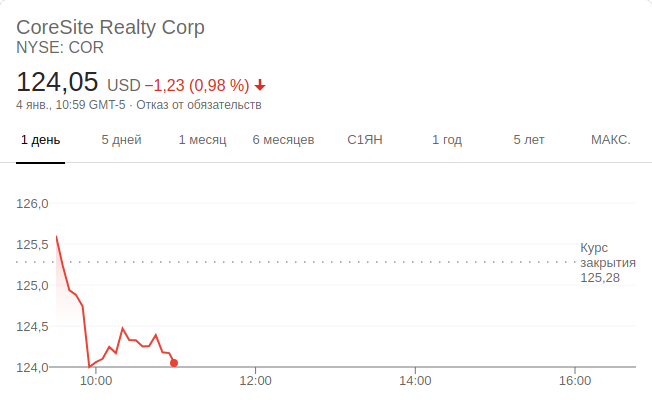 CoreSite Realty Corp
NYSE: COR
124,05 USD −1,23 (0,98 %)
4 янв., 10:59 GMT-5 · Отказ от обязательств
1 день 5 дней 1 месяц 6 месяцев С1ЯН 1 год 5 лет МАКС.
126,0
125,5
Курс
закрытия
125,28
125,0
124,5
124,0
10:00 12:00 14:00 16:00